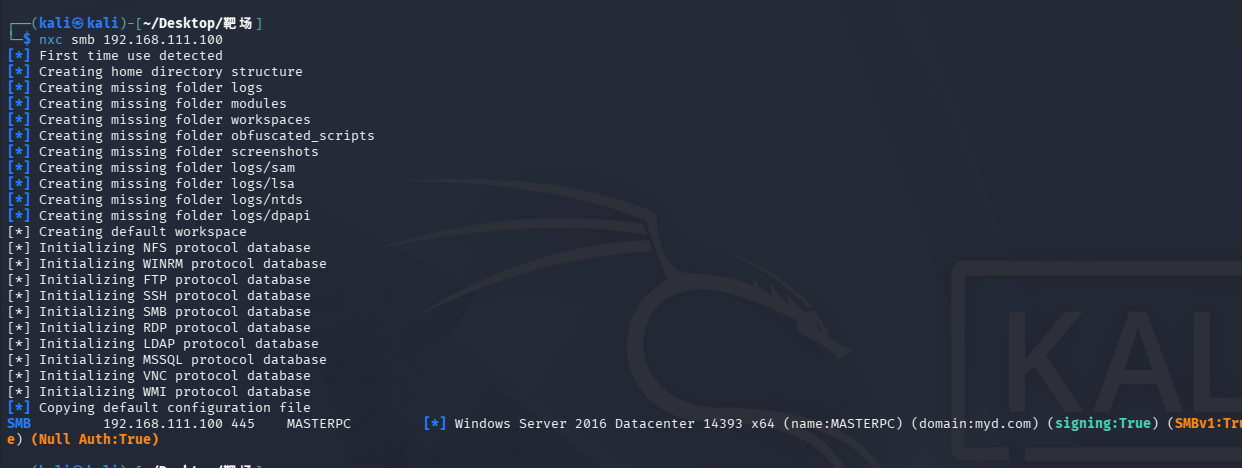 ┌──(kali㉿kali)-[~/Desktop/靶场]
└─$ nxc smb 192.168.111.100
[*] First time use detected
[*] Creating home directory structure
[*] Creating missing folder logs
[*] Creating missing folder modules
[*] Creating missing folder workspaces
[*] Creating missing folder obfuscated_scripts
[*] Creating missing folder screenshots
[*] Creating missing folder logs/sam
[*] Creating missing folder logs/lsa
[*] Creating missing folder logs/ntds
[*] Creating missing folder logs/dpapi
[*] Creating default workspace
[*] Initializing NFS protocol database
[*] Initializing WINRM protocol database
[*] Initializing FTP protocol database
[*] Initializing SSH protocol database
[*] Initializing SMB protocol database
[*] Initializing RDP protocol database
[*] Initializing LDAP protocol database
[*] Initializing MSSQL protocol database
[*] Initializing VNC protocol database
[*] Initializing WMI protocol database
[*] Copying default configuration file
SMB 192.168.111.100 445 MASTERPC [*] Windows Server 2016 Datacenter 14393 x64 (name:MASTERPC) (domain:myd.com) (signing:True) (SMBv1:Tru
e) (Null Auth:True)
KAL